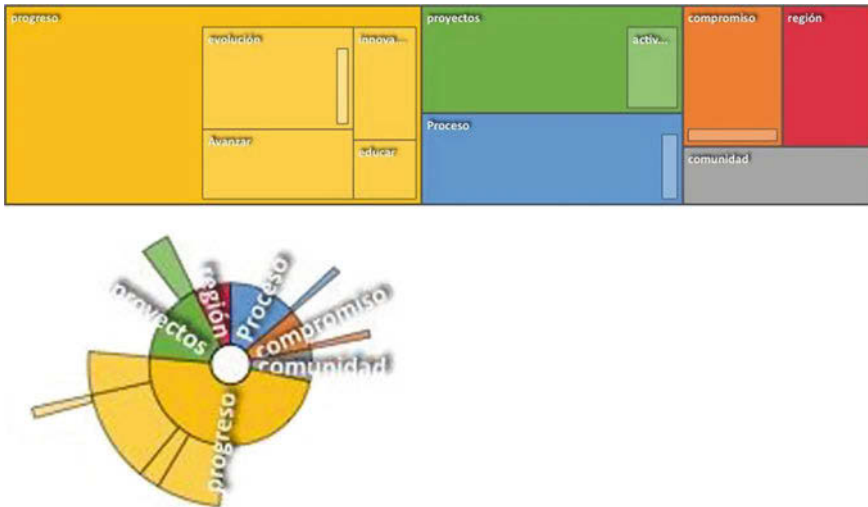 progreso
evolución
innova...
Avanzar
educar
proyectos
activ...
Proceso
compromiso
región
comunidad
proyectos
región
Proceso
compromiso
comunidad
progreso